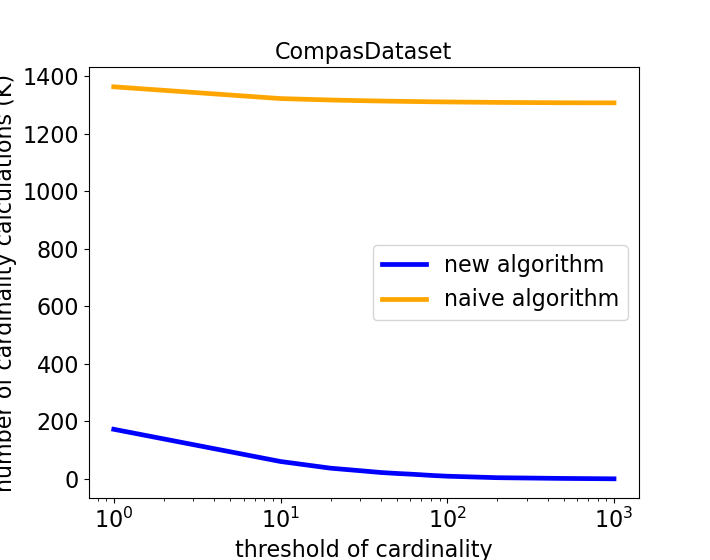 CompasDataset
number of cardinality calculations (K)
1400
1200
1000
800
600
400
200
0
new algorithm
naive algorithm
10^0 10^1 10^2 10^3
threshold of cardinality